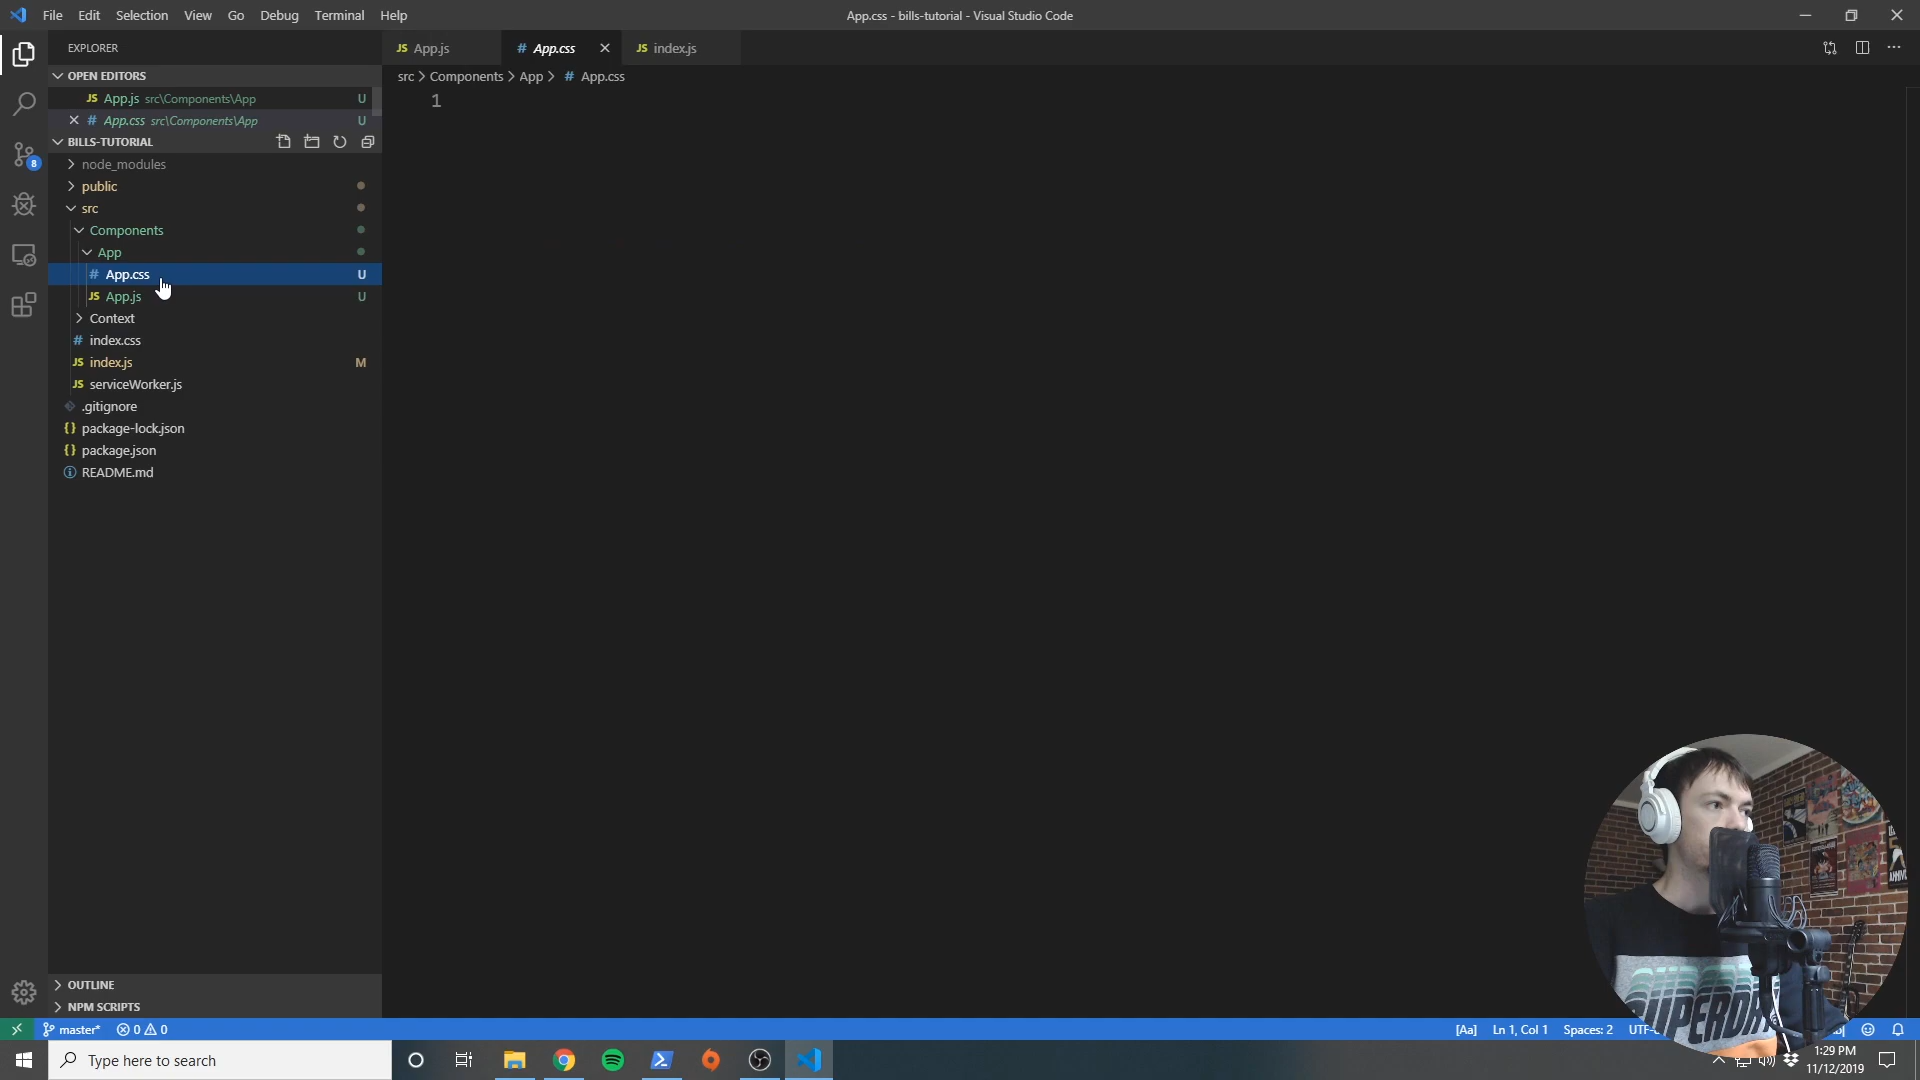 File Edit Selection View Go Debug Terminal Help
App.css - bills-tutorial - Visual Studio Code
EXPLORER
OPEN EDITORS
JS App.js src\Components\App U
# App.css src\Components\App U
BILLS-TUTORIAL
node_modules
public
src
Components
App
# App.css U
JS App.js U
Context
# index.css
JS index.js M
JS serviceWorker.js
.gitignore
{} package-lock.json
{} package.json
README.md
OUTLINE
NPM SCRIPTS
8
JS App.js # App.css JS index.js
src > Components > App > # App.css
1
master* 0 0
[Aa] Ln 1, Col 1 Spaces: 2
Type here to search
1:29 PM
11/12/2019